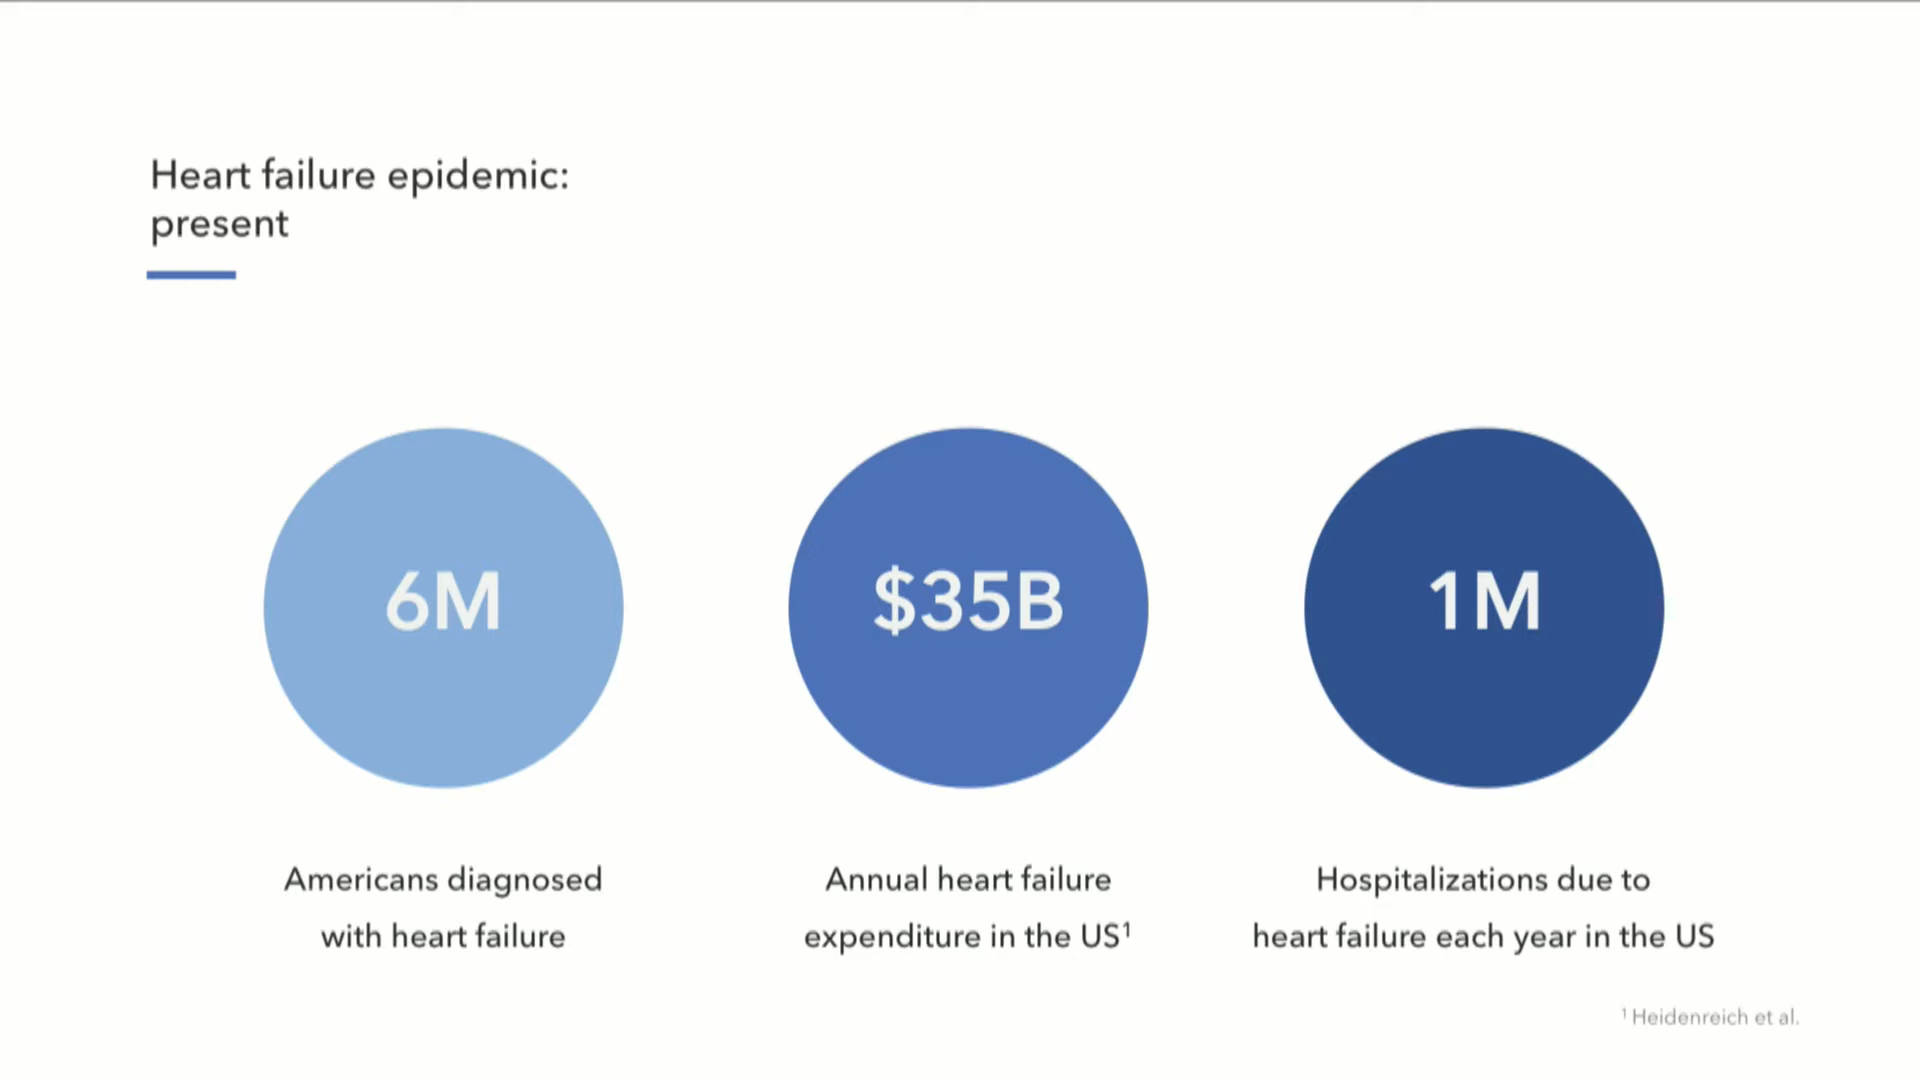 Heart failure epidemic:
present
6M
$35B
1M
Americans diagnosed
with heart failure
Annual heart failure
expenditure in the US¹
Hospitalizations due to
heart failure each year in the US
¹ Heidenreich et al.